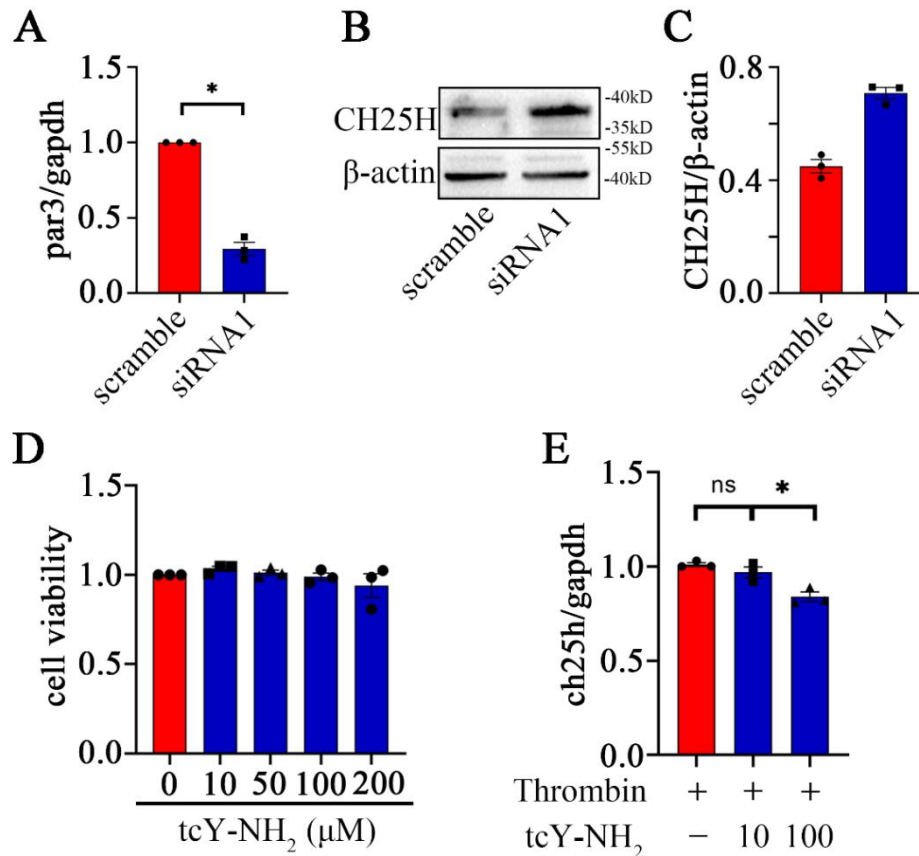 A
par3/gapdh
1.5
1.0
0.5
0.0
*
scramble
siRNA1
B
CH25H
β-actin
-40kD
-35kD
-55kD
-40kD
scramble
siRNA1
C
CH25H/β-actin
0.8
0.4
0.0
scramble
siRNA1
D
cell viability
1.5
1.0
0.5
0.0
0 10 50 100 200
tcY-NH₂ (μM)
E
ch25h/gapdh
1.5
1.0
0.5
0.0
ns *
Thrombin + + +
tcY-NH₂ − 10 100